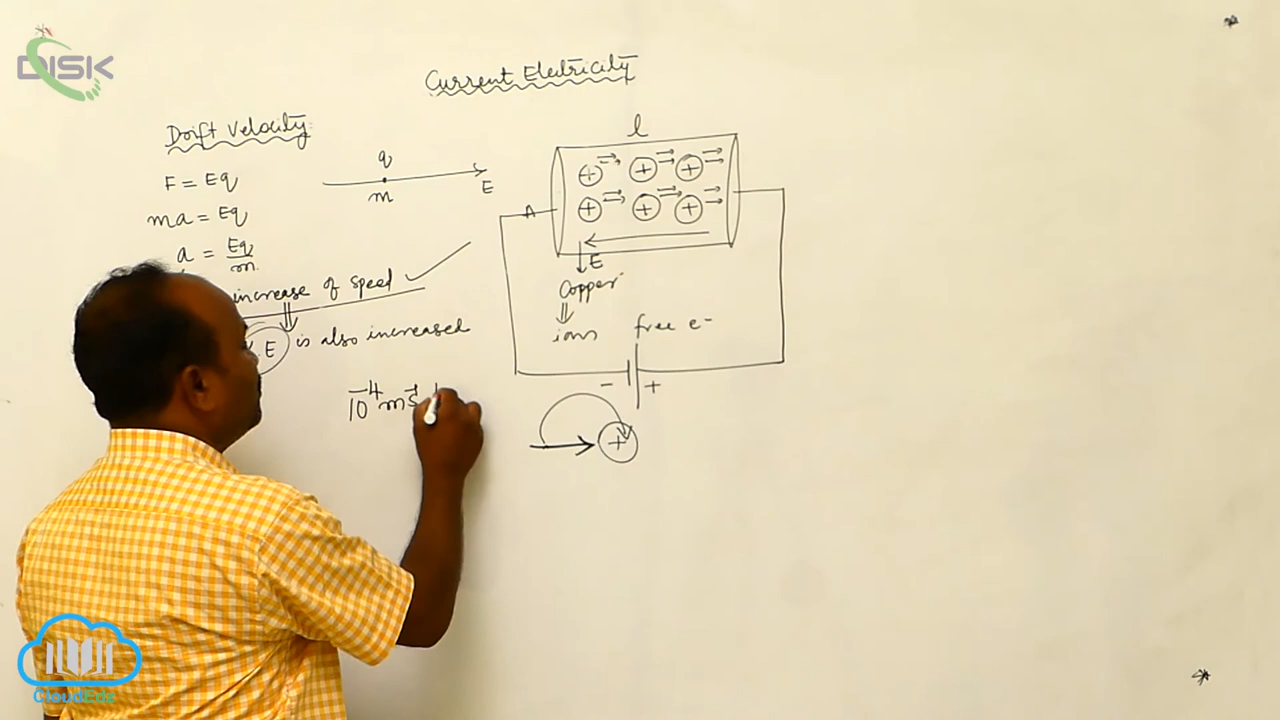 DISK
Current Electricity
Drift Velocity
F = Eq
ma = Eq
a = Eq/m
increase of speed ✓
E is also increased
10⁻⁴ ms⁻¹
q
m
E
l
+ + +
+ + +
A
E
Copper
ions
free e⁻
- +
+
CloudEdz